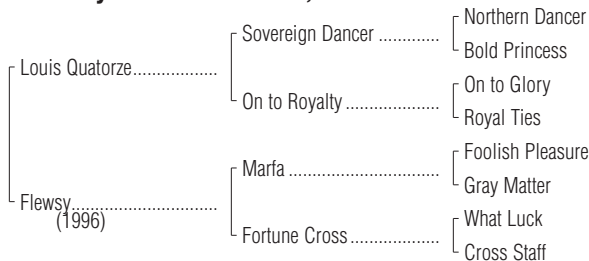 Northern Dancer
Sovereign Dancer .............
Bold Princess
Louis Quatorze..................
On to Glory
On to Royalty ....................
Royal Ties
Foolish Pleasure
Marfa ................................
Gray Matter
Flewsy...............................
(1996)
What Luck
Fortune Cross...................
Cross Staff